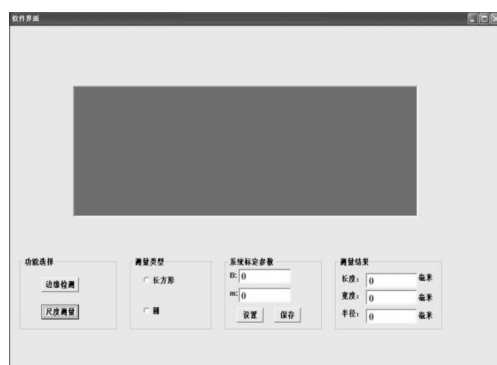 软件界面
功能选择
边缘检测
尺度测量
测量类型
长方形
圆
系统标定参数
B: 0
m: 0
设置 保存
测量结果
长度: 0 毫米
宽度: 0 毫米
半径: 0 毫米